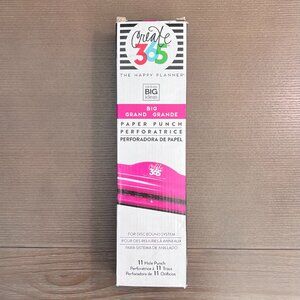 create
365
THE HAPPY PLANNER
BIG
ideas
BIG
GRAND GRANDE
PAPER PUNCH
PERFORATRICE
PERFORADORA DE PAPEL
365
FOR DISC BOUND SYSTEM
POUR DES RELIURES À ANNEAUX
PARA SISTEMA DE ANILLADO
11 Hole Punch
Perforatrice à 11 Trous
Perforadora de 11 Orificios